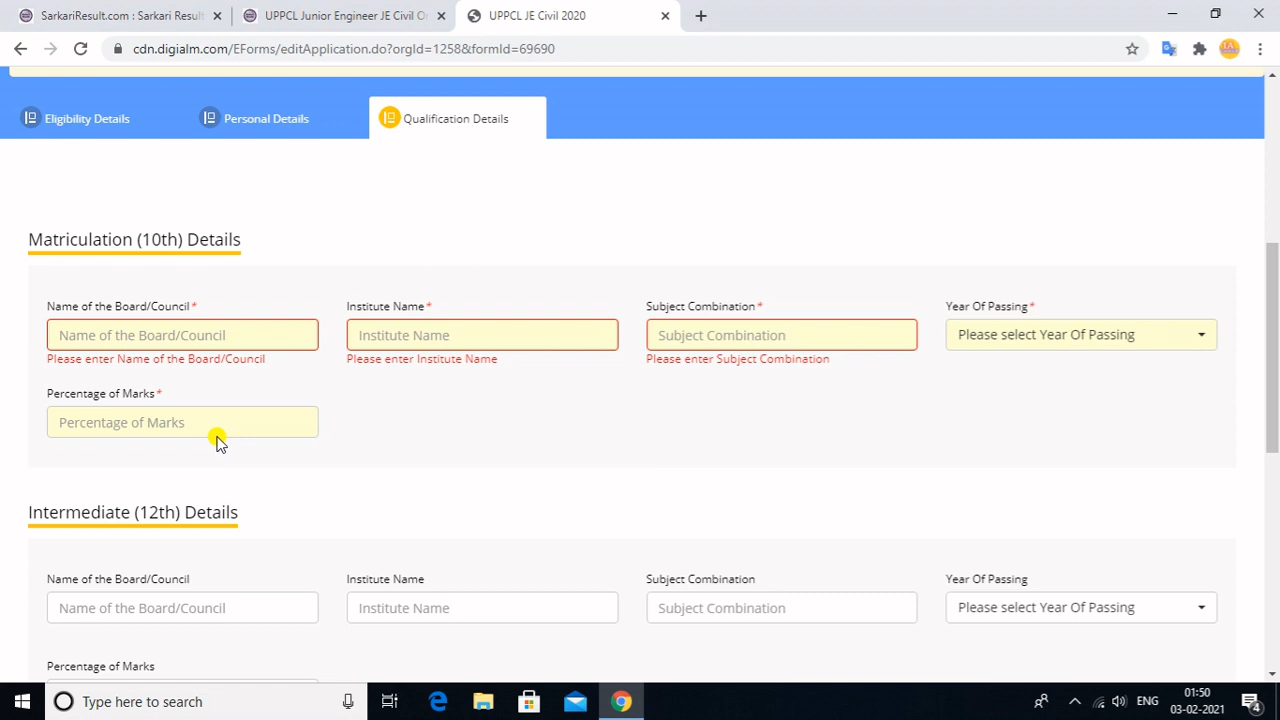 SarkariResult.com : Sarkari Result
UPPCL Junior Engineer JE Civil O
UPPCL JE Civil 2020
cdn.digialm.com/EForms/editApplication.do?orgId=1258&formId=69690
Eligibility Details
Personal Details
Qualification Details
Matriculation (10th) Details
Name of the Board/Council*
Institute Name*
Subject Combination*
Year Of Passing*
Name of the Board/Council
Institute Name
Subject Combination
Please select Year Of Passing
Please enter Name of the Board/Council
Please enter Institute Name
Please enter Subject Combination
Percentage of Marks*
Percentage of Marks
Intermediate (12th) Details
Name of the Board/Council
Institute Name
Subject Combination
Year Of Passing
Name of the Board/Council
Institute Name
Subject Combination
Please select Year Of Passing
Percentage of Marks
Type here to search
ENG
01:50
03-02-2021
4